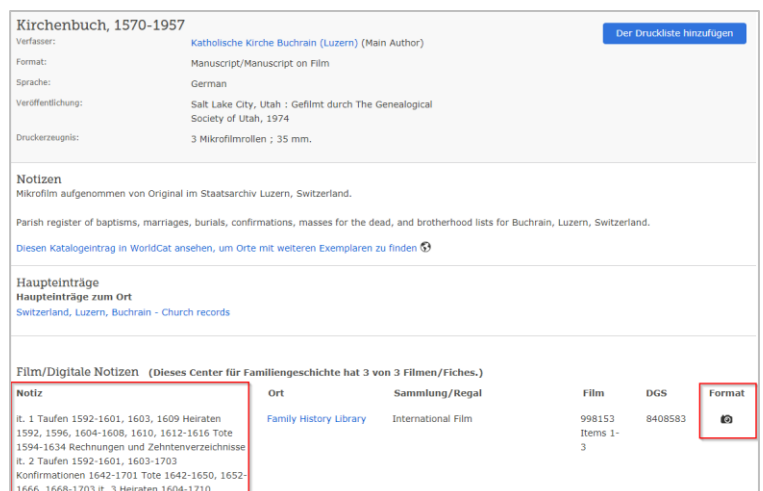 Kirchenbuch, 1570-1957
Der Druckliste hinzufügen
Verfasser: Katholische Kirche Buchrain (Luzern) (Main Author)
Format: Manuscript/Manuscript on Film
Sprache: German
Veröffentlichung: Salt Lake City, Utah : Gefilmt durch The Genealogical
Society of Utah, 1974
Druckerzeugnis: 3 Mikrofilmrollen ; 35 mm.
Notizen
Mikrofilm aufgenommen von Original im Staatsarchiv Luzern, Switzerland.
Parish register of baptisms, marriages, burials, confirmations, masses for the dead, and brotherhood lists for Buchrain, Luzern, Switzerland.
Diesen Katalogeintrag in WorldCat ansehen, um Orte mit weiteren Exemplaren zu finden
Haupteinträge
Haupteinträge zum Ort
Switzerland, Luzern, Buchrain - Church records
Film/Digitale Notizen (Dieses Center für Familiengeschichte hat 3 von 3 Filmen/Fiches.)
Notiz Ort Sammlung/Regal Film DGS Format
it. 1 Taufen 1592-1601, 1603, 1609 Heiraten Family History Library International Film 998153 8408583
1592, 1596, 1604-1608, 1610, 1612-1616 Tote Items 1-
1594-1634 Rechnungen und Zehntenverzeichnisse 3
it. 2 Taufen 1592-1601, 1603-1703
Konfirmationen 1642-1701 Tote 1642-1650, 1652-
1666, 1668-1703 it. 3 Heiraten 1604-1710